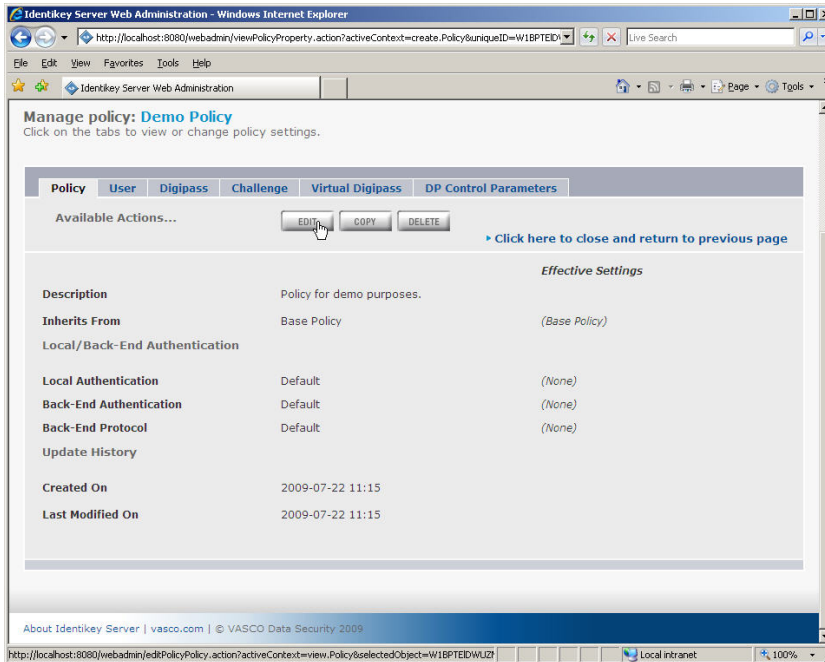 Identikey Server Web Administration - Windows Internet Explorer
http://localhost:8080/webadmin/viewPolicyProperty.action?activeContext=create.Policy&uniqueID=W1BPTEID
Live Search
File Edit View Favorites Tools Help
Identikey Server Web Administration
Page Tools
Manage policy: Demo Policy
Click on the tabs to view or change policy settings.
Policy User Digipass Challenge Virtual Digipass DP Control Parameters
Available Actions... EDIT COPY DELETE
Click here to close and return to previous page
Effective Settings
Description Policy for demo purposes.
Inherits From Base Policy (Base Policy)
Local/Back-End Authentication
Local Authentication Default (None)
Back-End Authentication Default (None)
Back-End Protocol Default (None)
Update History
Created On 2009-07-22 11:15
Last Modified On 2009-07-22 11:15
About Identikey Server | vasco.com | © VASCO Data Security 2009
http://localhost:8080/webadmin/editPolicyPolicy.action?activeContext=view.Policy&selectedObject=W1BPTEIDWUZ
Local intranet
100%